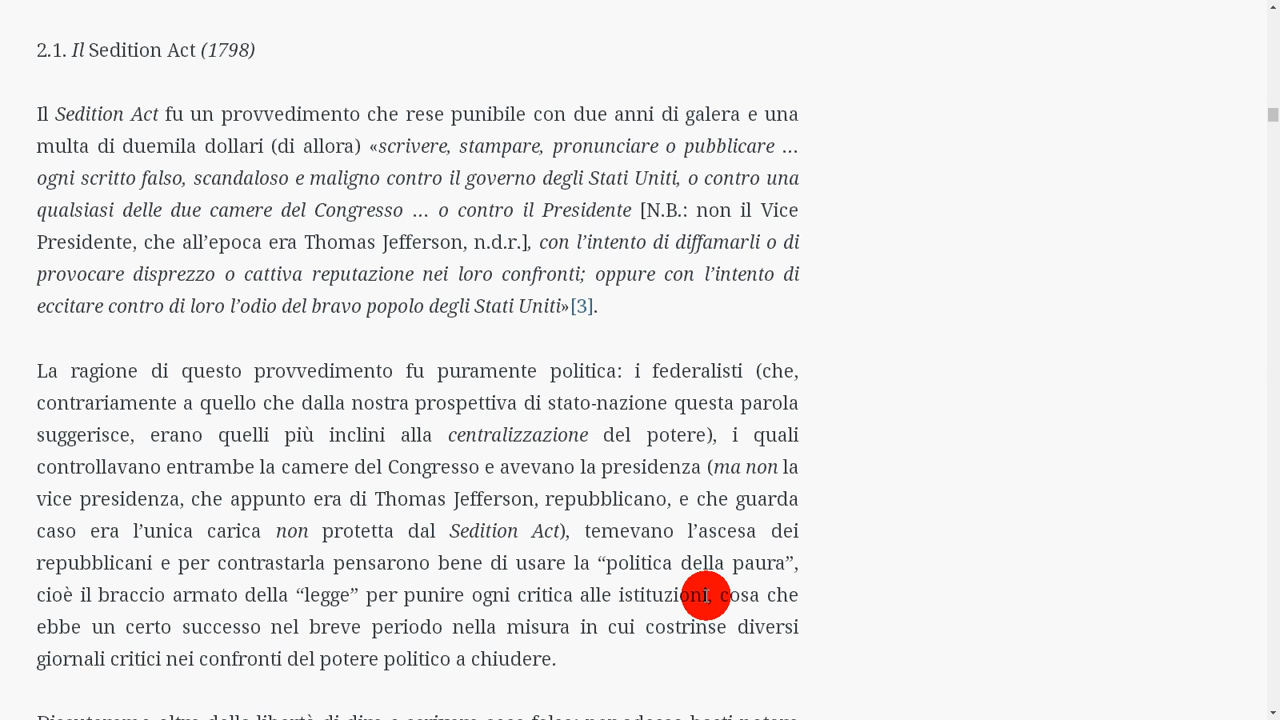 2.1. Il Sedition Act (1798)
Il Sedition Act fu un provvedimento che rese punibile con due anni di galera e una
multa di duemila dollari (di allora) «scrivere, stampare, pronunciare o pubblicare …
ogni scritto falso, scandaloso e maligno contro il governo degli Stati Uniti, o contro una
qualsiasi delle due camere del Congresso … o contro il Presidente [N.B.: non il Vice
Presidente, che all’epoca era Thomas Jefferson, n.d.r.], con l’intento di diffamarli o di
provocare disprezzo o cattiva reputazione nei loro confronti; oppure con l’intento di
eccitare contro di loro l’odio del bravo popolo degli Stati Uniti»[3].
La ragione di questo provvedimento fu puramente politica: i federalisti (che,
contrariamente a quello che dalla nostra prospettiva di stato-nazione questa parola
suggerisce, erano quelli più inclini alla centralizzazione del potere), i quali
controllavano entrambe la camere del Congresso e avevano la presidenza (ma non la
vice presidenza, che appunto era di Thomas Jefferson, repubblicano, e che guarda
caso era l’unica carica non protetta dal Sedition Act), temevano l’ascesa dei
repubblicani e per contrastarla pensarono bene di usare la “politica della paura”,
cioè il braccio armato della “legge” per punire ogni critica alle istituzioni, cosa che
ebbe un certo successo nel breve periodo nella misura in cui costrinse diversi
giornali critici nei confronti del potere politico a chiudere.